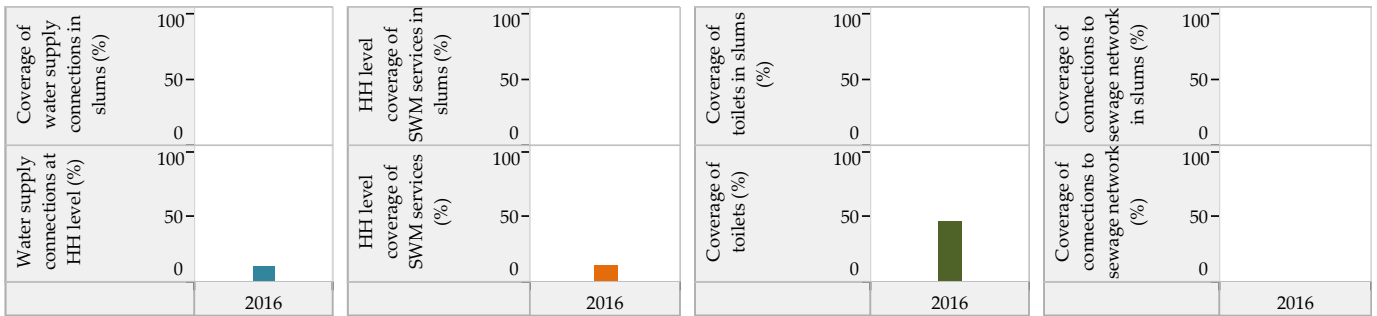 Coverage of
water supply
connections in
slums (%)
100
50
0
Water supply
connections at
HH level (%)
100
50
0
2016
HH level
coverage of
SWM services in
slums (%)
100
50
0
HH level
coverage of
SWM services
(%)
100
50
0
2016
Coverage of
toilets in slums
(%)
100
50
0
Coverage of
toilets (%)
100
50
0
2016
Coverage of
connections to
sewage network
in slums (%)
100
50
0
Coverage of
connections to
sewage network
(%)
100
50
0
2016